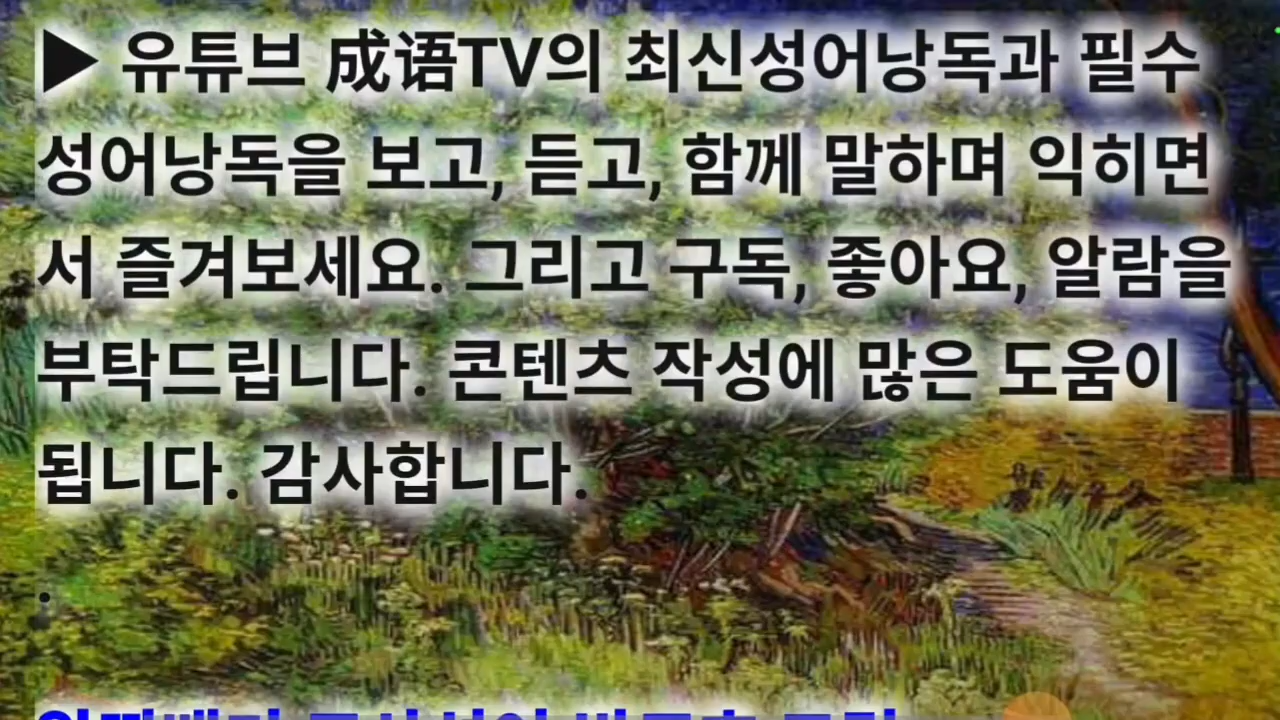 ▶ 유튜브 成语TV의 최신성어낭독과 필수
성어낭독을 보고, 듣고, 함께 말하며 익히면
서 즐겨보세요. 그리고 구독, 좋아요, 알람을
부탁드립니다. 콘텐츠 작성에 많은 도움이
됩니다. 감사합니다.
.